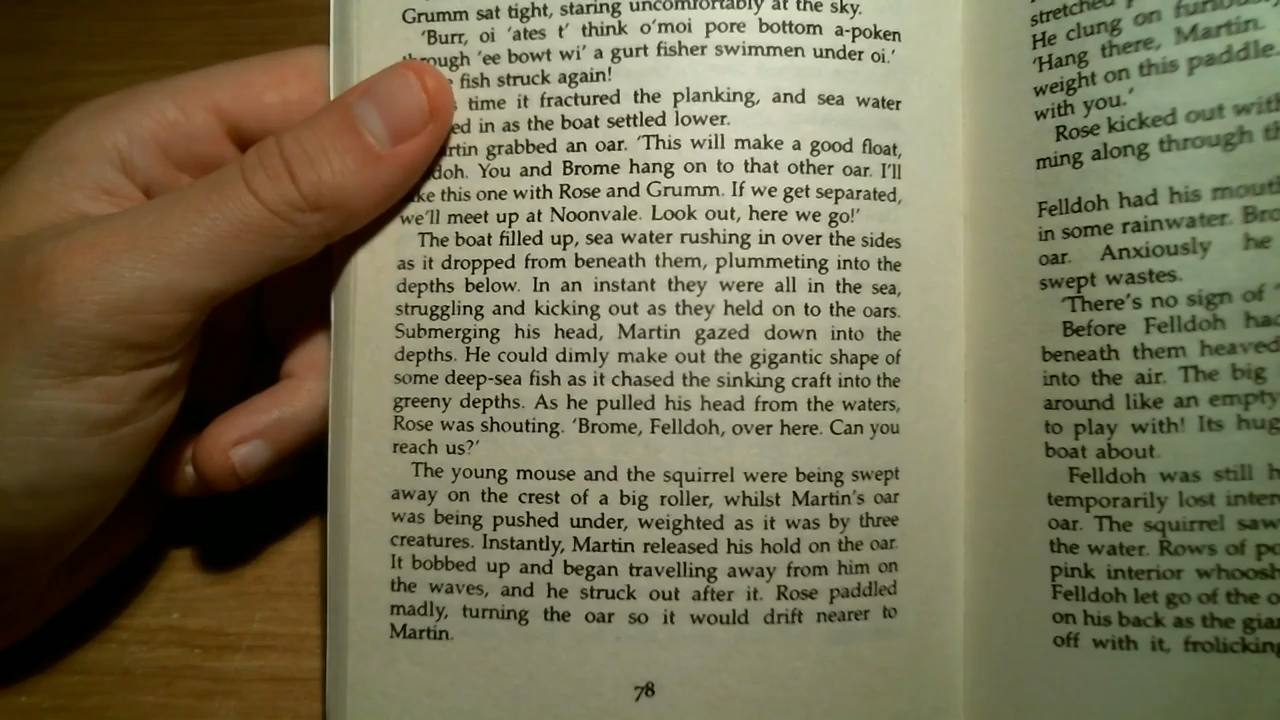 Grumm sat tight, staring uncomfortably at the sky.
'Burr, oi 'ates t' think o'moi pore bottom a-poken
through 'ee bowt wi' a gurt fisher swimmen under oi.'
fish struck again!
time it fractured the planking, and sea water
in as the boat settled lower.
grabbed an oar. 'This will make a good float,
You and Brome hang on to that other oar. I'll
this one with Rose and Grumm. If we get separated,
we'll meet up at Noonvale. Look out, here we go!'
The boat filled up, sea water rushing in over the sides
as it dropped from beneath them, plummeting into the
depths below. In an instant they were all in the sea,
struggling and kicking out as they held on to the oars.
Submerging his head, Martin gazed down into the
depths. He could dimly make out the gigantic shape of
some deep-sea fish as it chased the sinking craft into the
greeny depths. As he pulled his head from the waters,
Rose was shouting. 'Brome, Felldoh, over here. Can you
reach us?'
The young mouse and the squirrel were being swept
away on the crest of a big roller, whilst Martin's oar
was being pushed under, weighted as it was by three
creatures. Instantly, Martin released his hold on the oar.
It bobbed up and began travelling away from him on
the waves, and he struck out after it. Rose paddled
madly, turning the oar so it would drift nearer to
Martin.
78
stretched
He clung on
'Hang there, Martin.
weight on this paddle.
with you.'
Rose kicked out
ming along through
Felldoh had his
in some rainwater.
oar. Anxiously he
swept wastes.
'There's no sign of
Before Felldoh
beneath them heaved
into the air. The big
around like an empty
to play with! Its
boat about.
Felldoh was still
temporarily lost
oar. The squirrel saw
the water. Rows of
pink interior
Felldoh let go of the
on his back as the
off with it, frolicking